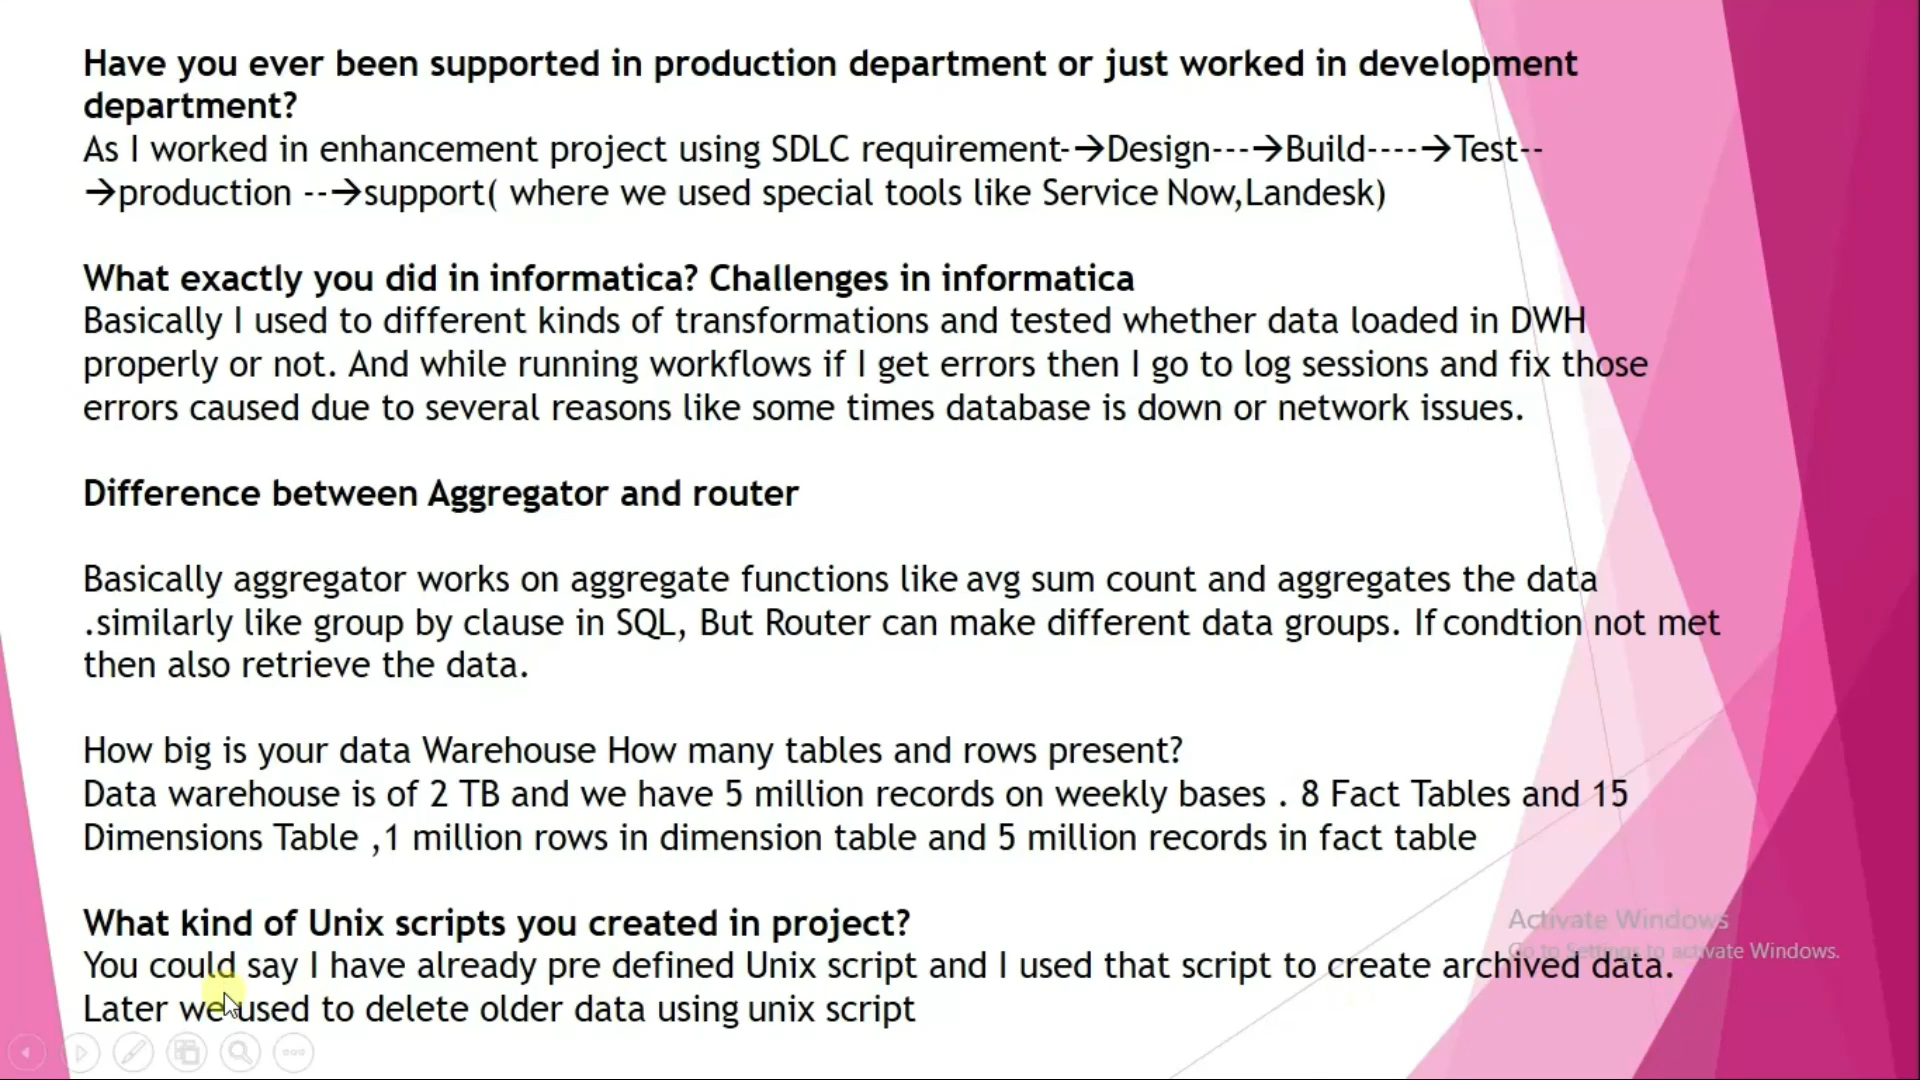 Have you ever been supported in production department or just worked in development
department?
As I worked in enhancement project using SDLC requirement-→Design---→Build----→Test--
→production --→support( where we used special tools like Service Now,Landesk)
What exactly you did in informatica? Challenges in informatica
Basically I used to different kinds of transformations and tested whether data loaded in DWH
properly or not. And while running workflows if I get errors then I go to log sessions and fix those
errors caused due to several reasons like some times database is down or network issues.
Difference between Aggregator and router
Basically aggregator works on aggregate functions like avg sum count and aggregates the data
.similarly like group by clause in SQL, But Router can make different data groups. If condtion not met
then also retrieve the data.
How big is your data Warehouse How many tables and rows present?
Data warehouse is of 2 TB and we have 5 million records on weekly bases . 8 Fact Tables and 15
Dimensions Table ,1 million rows in dimension table and 5 million records in fact table
What kind of Unix scripts you created in project?
Activate Windows
Go to Settings to activate Windows.
You could say I have already pre defined Unix script and I used that script to create archived data.
Later we used to delete older data using unix script